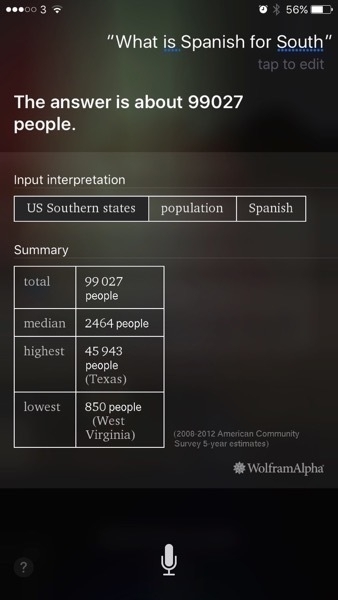 3
56%
“What is Spanish for South”
tap to edit
The answer is about 99027
people.
Input interpretation
US Southern states population Spanish
Summary
total 99 027
people
median 2464 people
highest 45 943
people
(Texas)
lowest 850 people
(West
Virginia)
(2008-2012 American Community
Survey 5-year estimates)
WolframAlpha
?